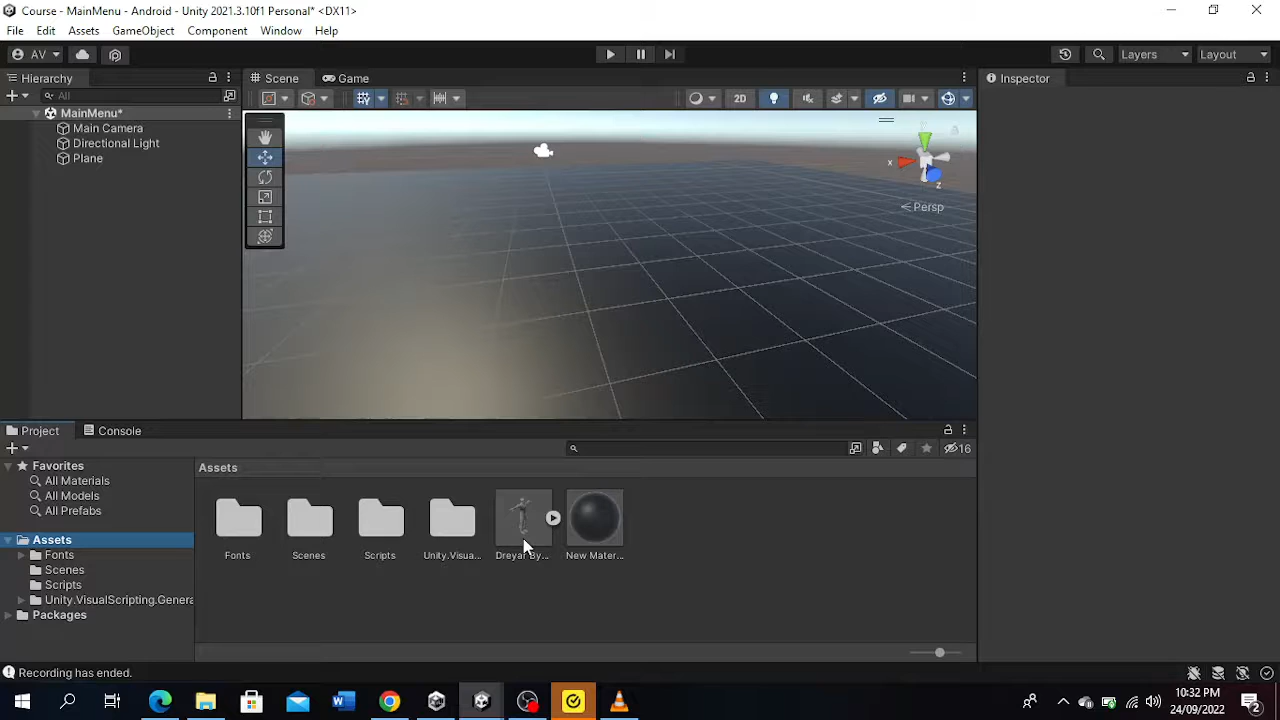 Course - MainMenu - Android - Unity 2021.3.10f1 Personal* <DX11>
File Edit Assets GameObject Component Window Help
AV Layers Layout
Hierarchy Scene Game Inspector
All 2D
MainMenu*
Main Camera
Directional Light
Plane
x
z
Persp
Project Console
16
Favorites
All Materials
All Models
All Prefabs
Assets
Fonts
Scenes
Scripts
Unity.VisualScripting.Genera
Packages
Assets
Fonts Scenes Scripts Unity.Visua... Dreyar By... New Mater...
Recording has ended.
10:32 PM
24/09/2022
2